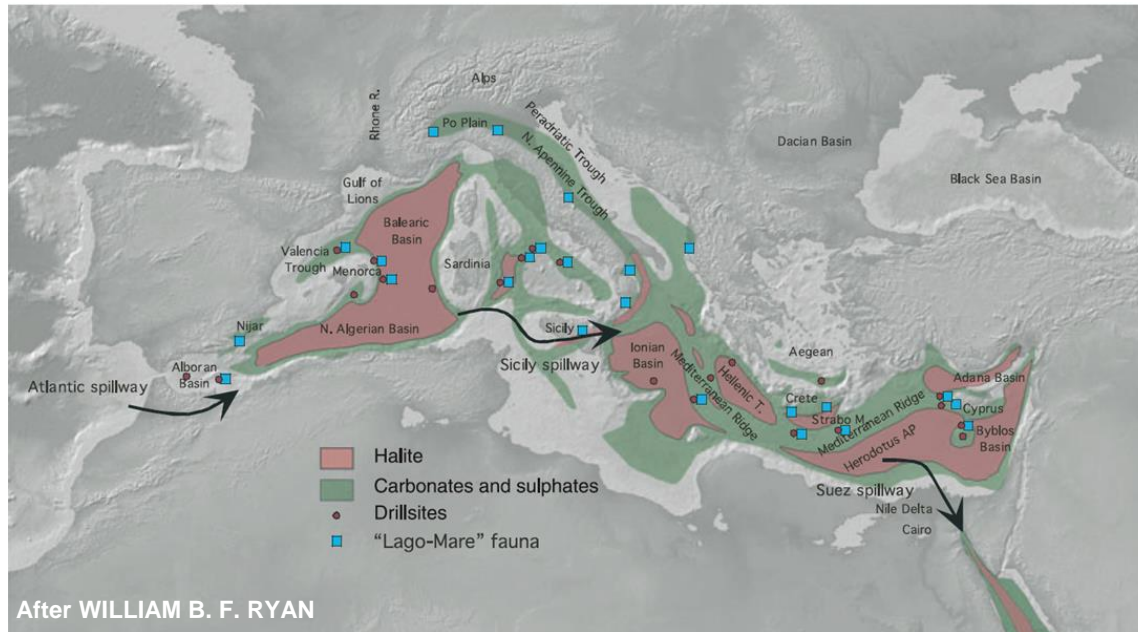 Alps
Rhone R.
Po Plain
Peradriatic Trough
N. Apennine Trough
Dacian Basin
Black Sea Basin
Gulf of
Lions
Balearic
Basin
Valencia
Trough
Menorca
Sardinia
N. Algerian Basin
Nijar
Alboran
Basin
Atlantic spillway
Sicily
Sicily spillway
Ionian
Basin
Mediterranean Ridge
Hellenic T.
Aegean
Crete
Strabo M.
Mediterranean Ridge
Adana Basin
Cyprus
Byblos
Basin
Herodotus AP
Suez spillway
Nile Delta
Cairo
Halite
Carbonates and sulphates
Drillsites
“Lago-Mare” fauna
After WILLIAM B. F. RYAN